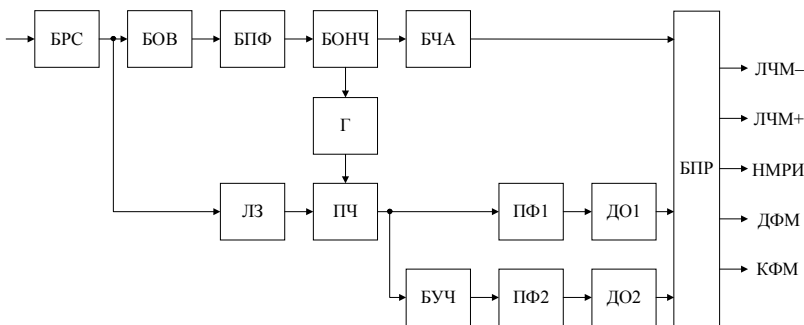 БРС
БОВ
БПФ
БОНЧ
БЧА
ЛЧМ–
Г
ЛЧМ+
БПР
НМРИ
ЛЗ
ПЧ
ПФ1
ДО1
ДФМ
КФМ
БУЧ
ПФ2
ДО2